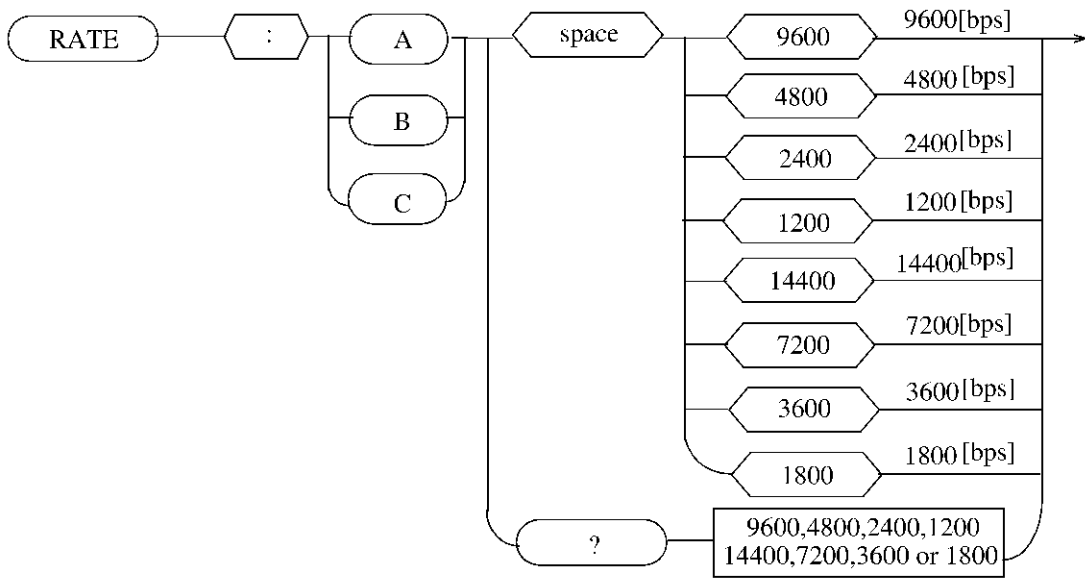 RATE
:
A
B
C
space
9600
9600[bps]
4800
4800[bps]
2400
2400[bps]
1200
1200[bps]
14400
14400[bps]
7200
7200[bps]
3600
3600[bps]
1800
1800[bps]
?
9600,4800,2400,1200
14400,7200,3600 or 1800